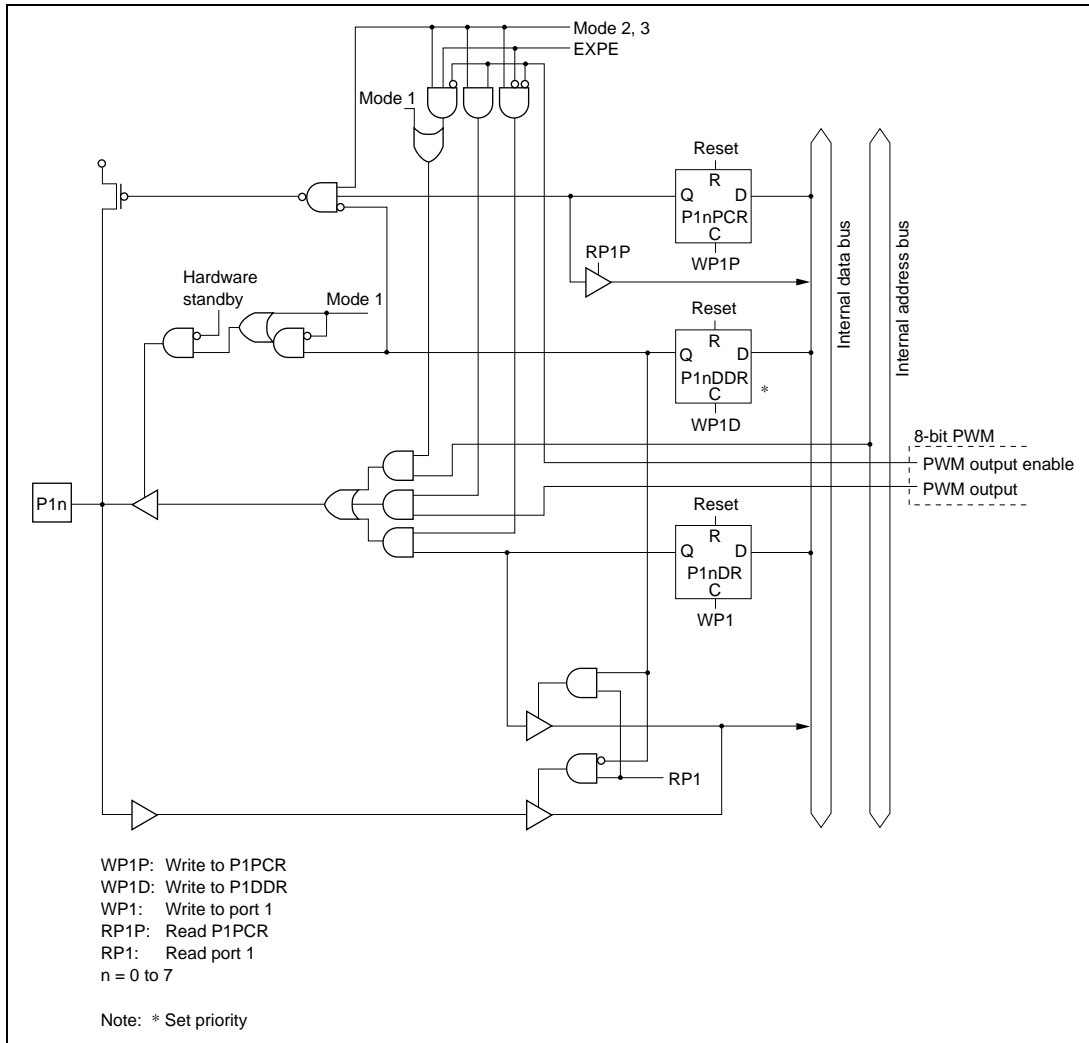 Mode 2, 3
EXPE
Mode 1
Reset
R
Q D
P1nPCR
C
WP1P
RP1P
Hardware
standby
Mode 1
Reset
R
Q D
P1nDDR
C
*
WP1D
Internal data bus
Internal address bus
8-bit PWM
PWM output enable
PWM output
P1n
Reset
R
Q D
P1nDR
C
WP1
RP1
WP1P: Write to P1PCR
WP1D: Write to P1DDR
WP1: Write to port 1
RP1P: Read P1PCR
RP1: Read port 1
n = 0 to 7
Note: * Set priority